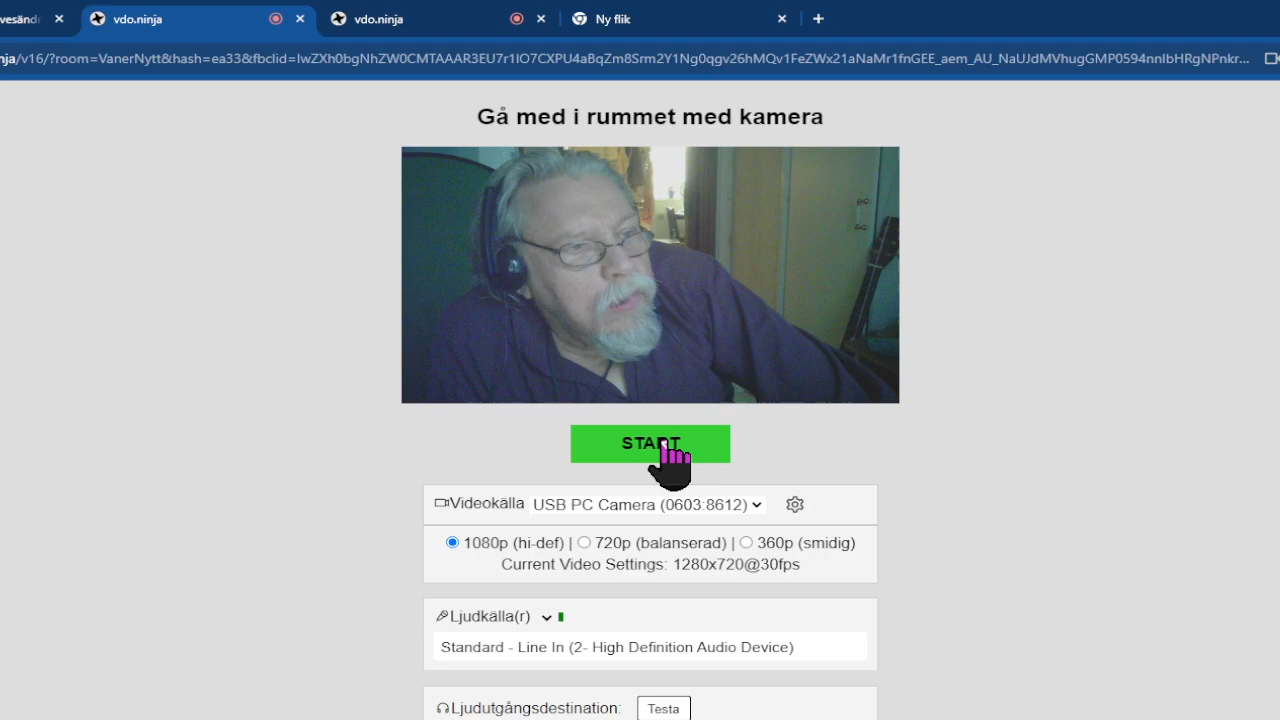 vesändn
vdo.ninja
vdo.ninja
Ny flik
nja/v16/?room=VanerNytt&hash=ea33&fbclid=IwZXh0bgNhZW0CMTAAAR3EU7r1IO7CXPU4aBqZm8Srm2Y1Ng0qgv26hMQv1FeZWx21aNaMr1fnGEE_aem_AU_NaUJdMVhugGMP0594nnIbHRgNPnkr...
Gå med i rummet med kamera
START
Videokälla USB PC Camera (0603:8612)
1080p (hi-def) | 720p (balanserad) | 360p (smidig)
Current Video Settings: 1280x720@30fps
Ljudkälla(r)
Standard - Line In (2- High Definition Audio Device)
Ljudutgångsdestination: Testa